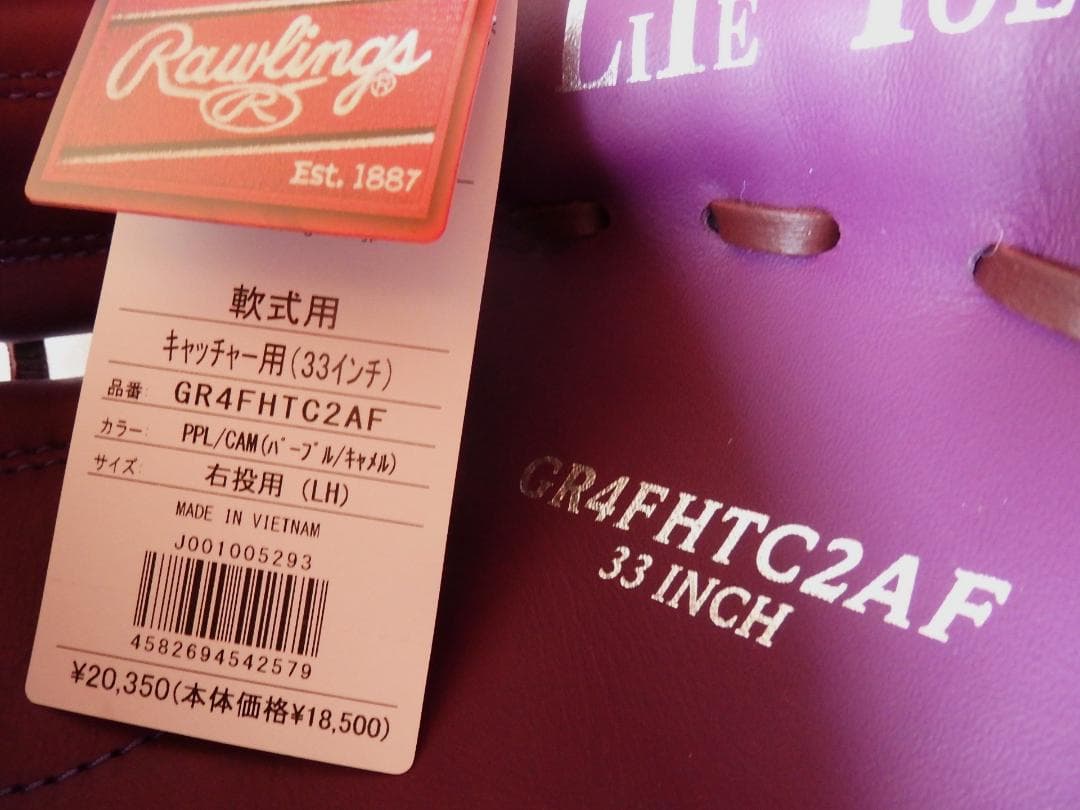 Rawlings®
R
Est. 1887
軟式用
ｷｬｯﾁｬｰ用(33インチ)
品番: GR4FHTC2AF
カラー: PPL/CAM(ﾊﾟｰﾌﾟﾙ/ｷｬﾒﾙ)
サイズ: 右投用 (LH)
MADE IN VIETNAM
J001005293
4582694542579
¥20,350(本体価格¥18,500)
GR4FHTC2AF
33 INCH